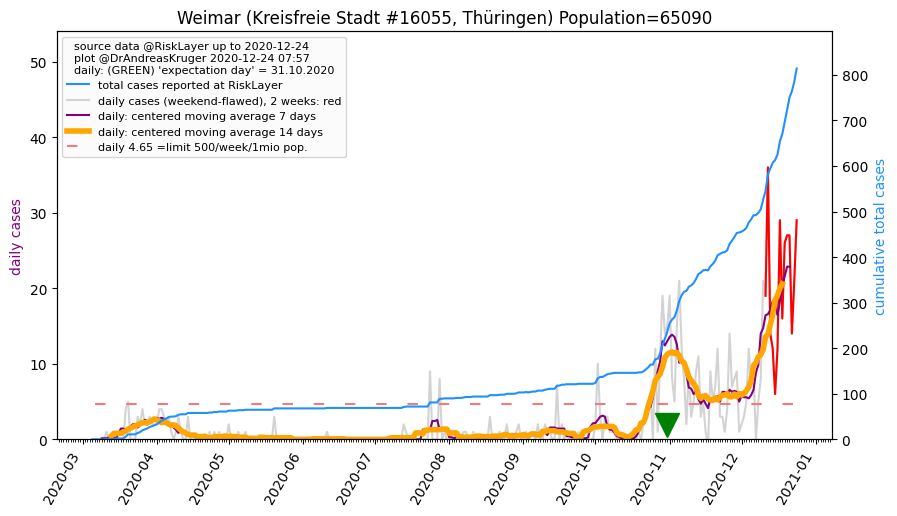 Weimar (Kreisfreie Stadt #16055, Thüringen) Population=65090
source data @RiskLayer up to 2020-12-24
plot @DrAndreasKruger 2020-12-24 07:57
daily: (GREEN) 'expectation day' = 31.10.2020
total cases reported at RiskLayer
daily cases (weekend-flawed), 2 weeks: red
daily: centered moving average 7 days
daily: centered moving average 14 days
daily 4.65 =limit 500/week/1mio pop.
daily cases
50
40
30
20
10
0
cumulative total cases
800
700
600
500
400
300
200
100
0
2020-03
2020-04
2020-05
2020-06
2020-07
2020-08
2020-09
2020-10
2020-11
2020-12
2021-01